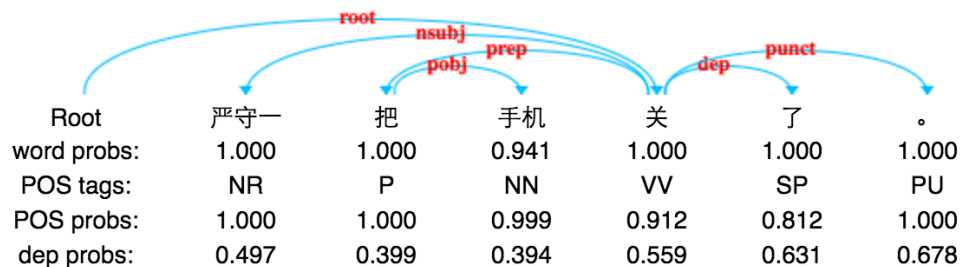 root
nsubj
prep
punct
pobj
dep
Root 严守一 把 手机 关 了 。
word probs: 1.000 1.000 0.941 1.000 1.000 1.000
POS tags: NR P NN VV SP PU
POS probs: 1.000 1.000 0.999 0.912 0.812 1.000
dep probs: 0.497 0.399 0.394 0.559 0.631 0.678